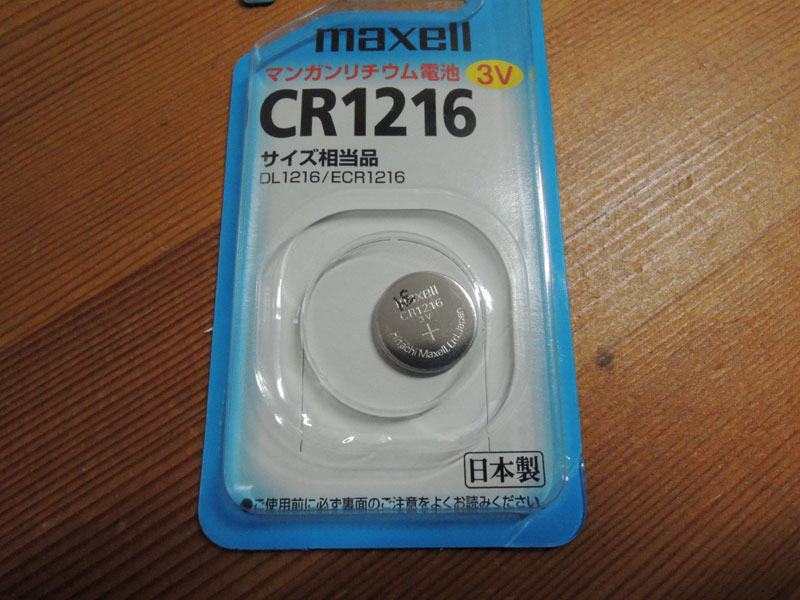 maxell
マンガンリチウム電池 3V
CR1216
サイズ相当品
DL1216/ECR1216
maxell
CR1216
3V
+
Hitachi Maxell, Ltd. Japan
日本製
●ご使用前に必ず裏面のご注意をよくお読みください。